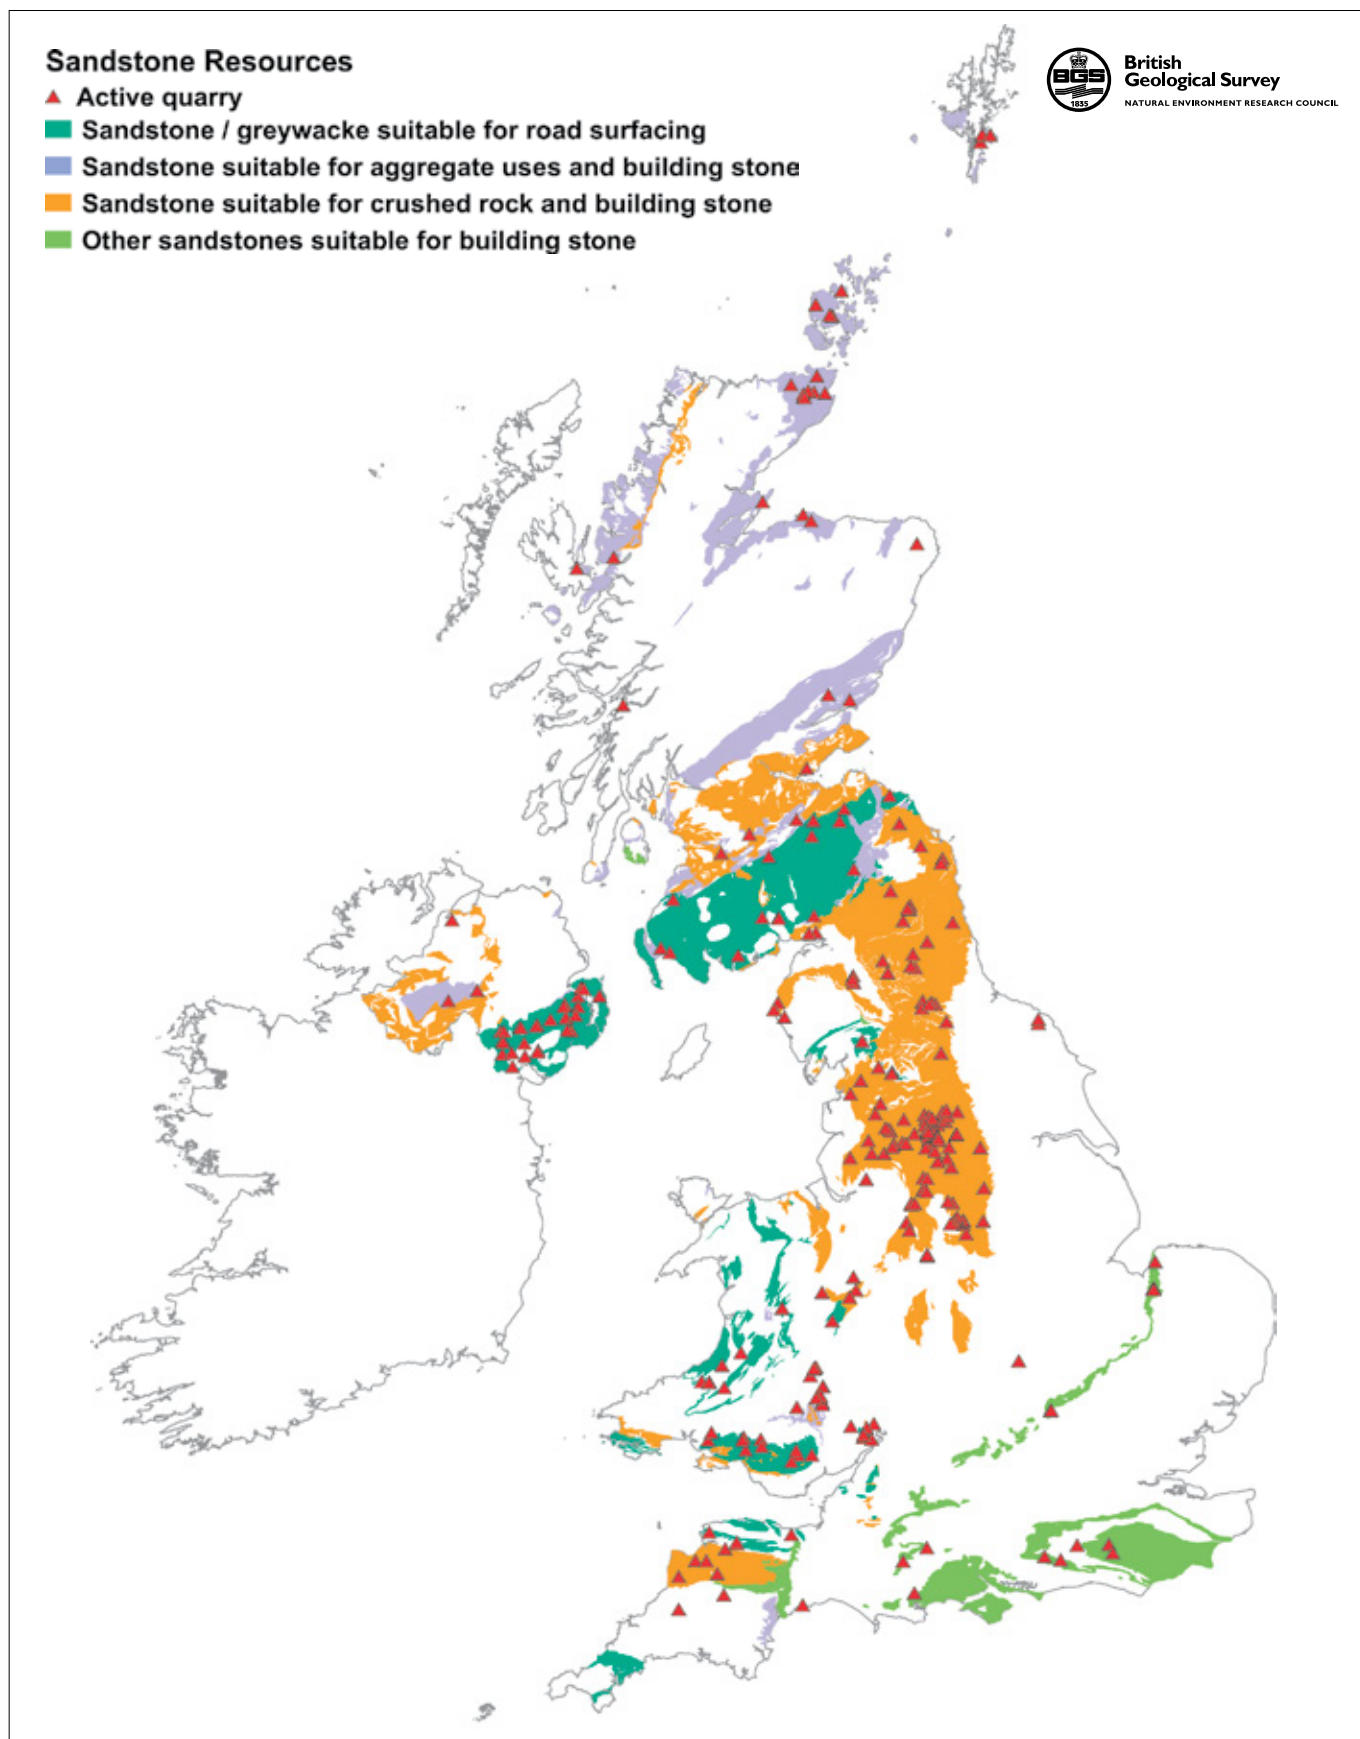 Sandstone Resources
Active quarry
Sandstone / greywacke suitable for road surfacing
Sandstone suitable for aggregate uses and building stone
Sandstone suitable for crushed rock and building stone
Other sandstones suitable for building stone
BGS
1835
British
Geological Survey
NATURAL ENVIRONMENT RESEARCH COUNCIL